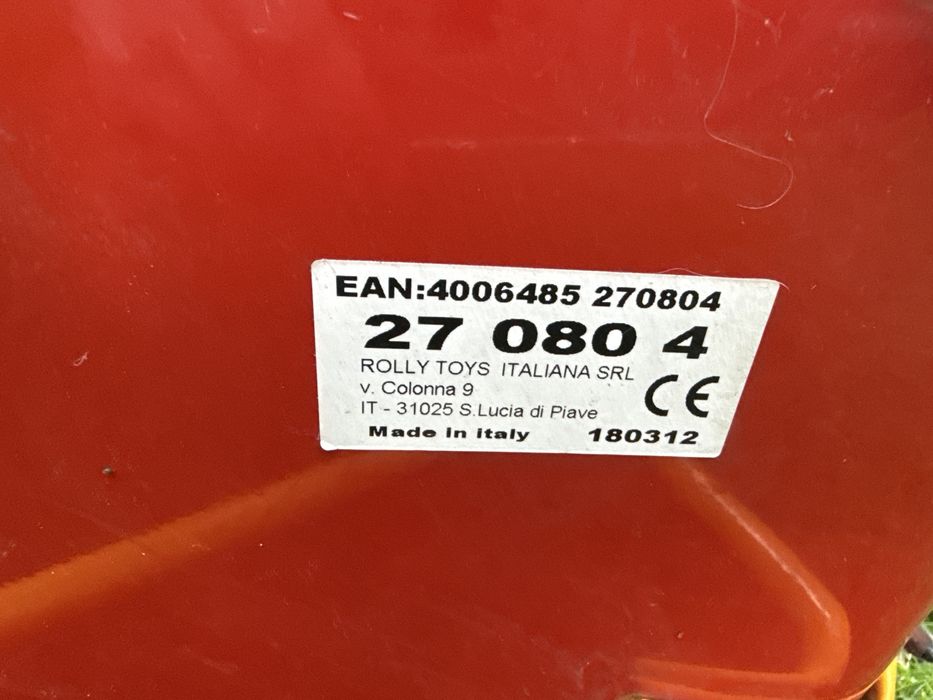 EAN:4006485 270804
27 080 4
ROLLY TOYS ITALIANA SRL
v. Colonna 9
IT - 31025 S.Lucia di Piave
CE
Made in italy 180312